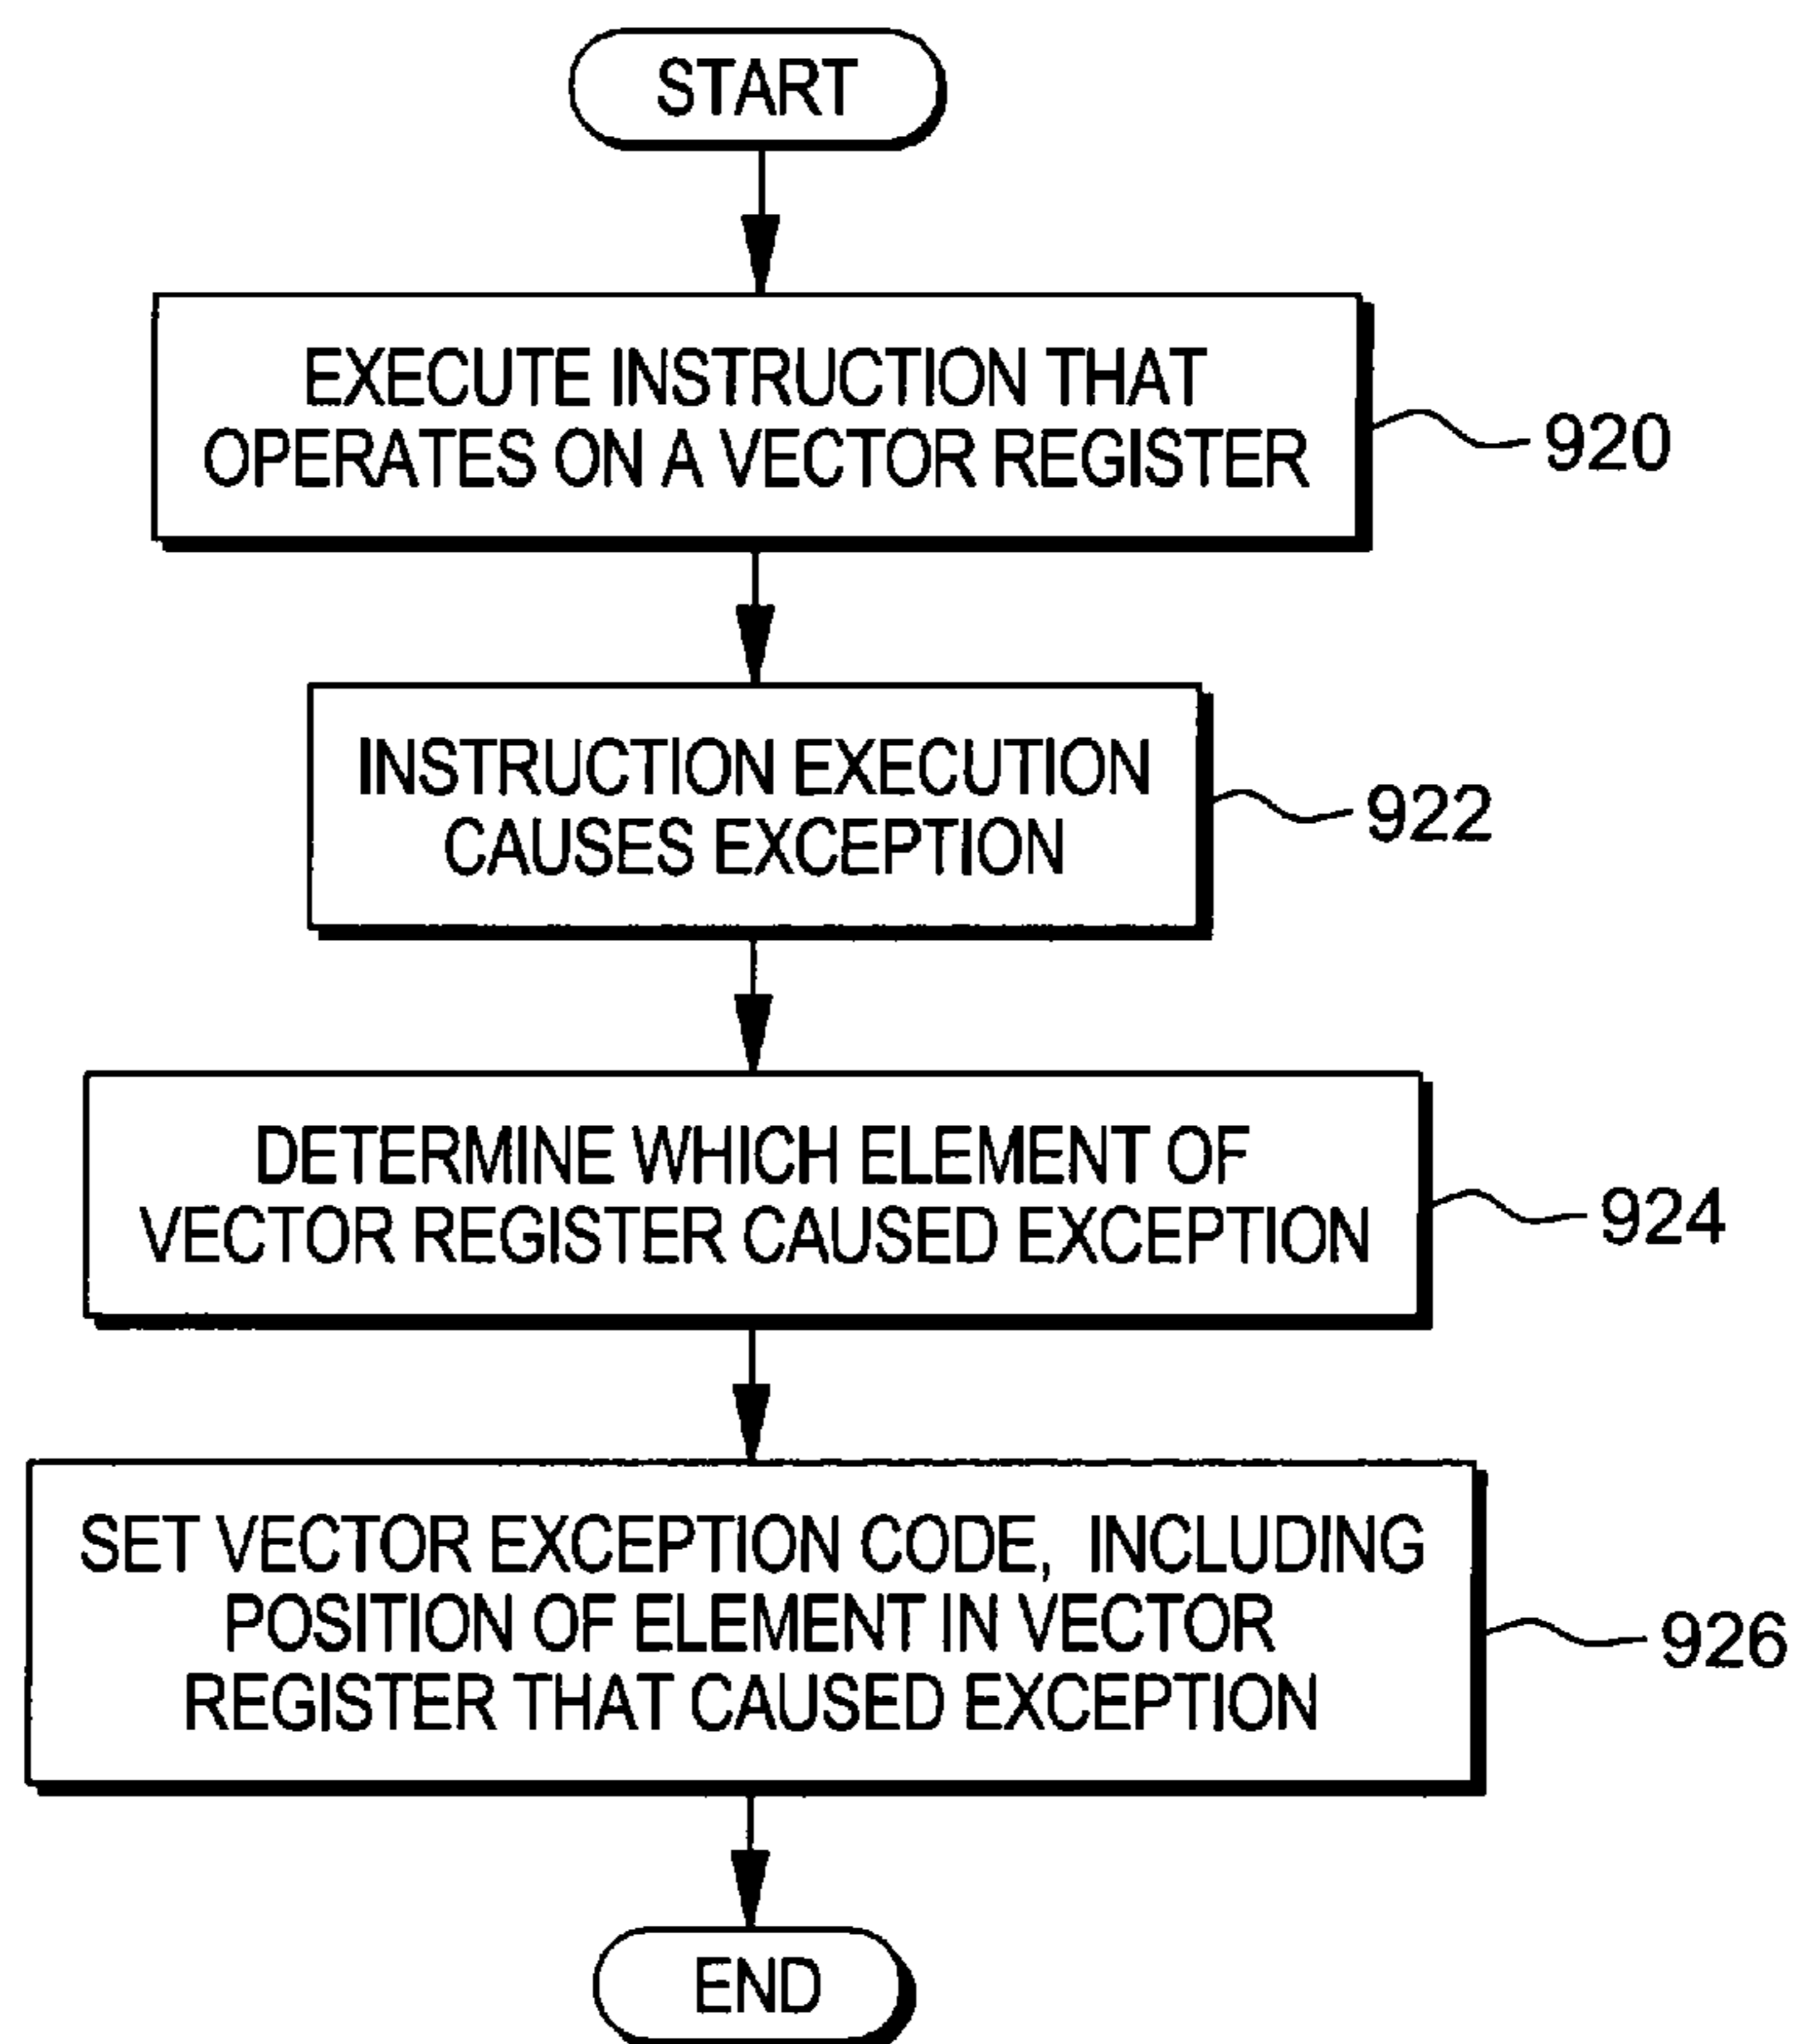 START
EXECUTE INSTRUCTION THAT
OPERATES ON A VECTOR REGISTER
920
INSTRUCTION EXECUTION
CAUSES EXCEPTION
922
DETERMINE WHICH ELEMENT OF
VECTOR REGISTER CAUSED EXCEPTION
924
SET VECTOR EXCEPTION CODE, INCLUDING
POSITION OF ELEMENT IN VECTOR
REGISTER THAT CAUSED EXCEPTION
926
END